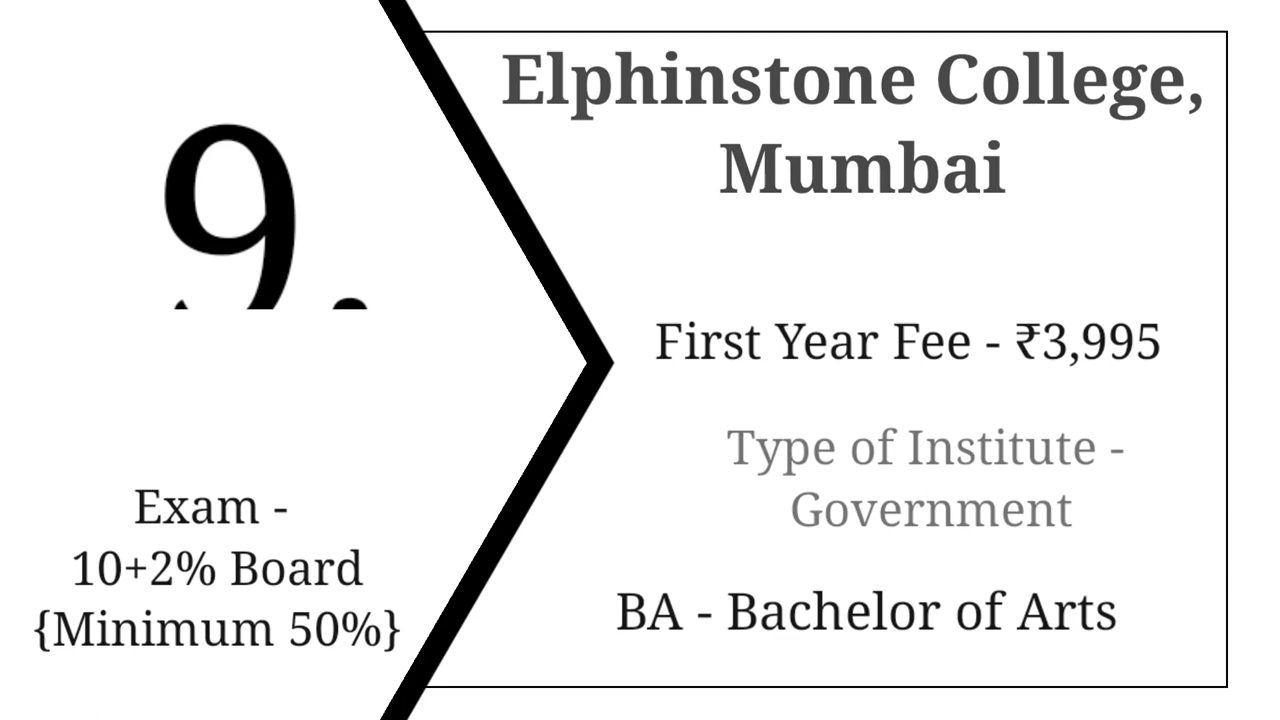 9.
Exam -
10+2% Board
{Minimum 50%}
Elphinstone College,
Mumbai
First Year Fee - ₹3,995
Type of Institute -
Government
BA - Bachelor of Arts